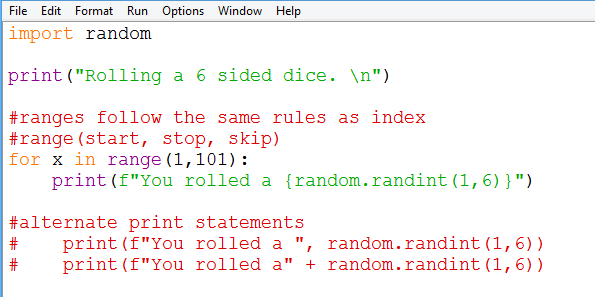 File Edit Format Run Options Window Help
import random
print("Rolling a 6 sided dice. \n")
#ranges follow the same rules as index
#range(start, stop, skip)
for x in range(1,101):
    print(f"You rolled a {random.randint(1,6)}")
#alternate print statements
#    print(f"You rolled a ", random.randint(1,6))
#    print(f"You rolled a" + random.randint(1,6))